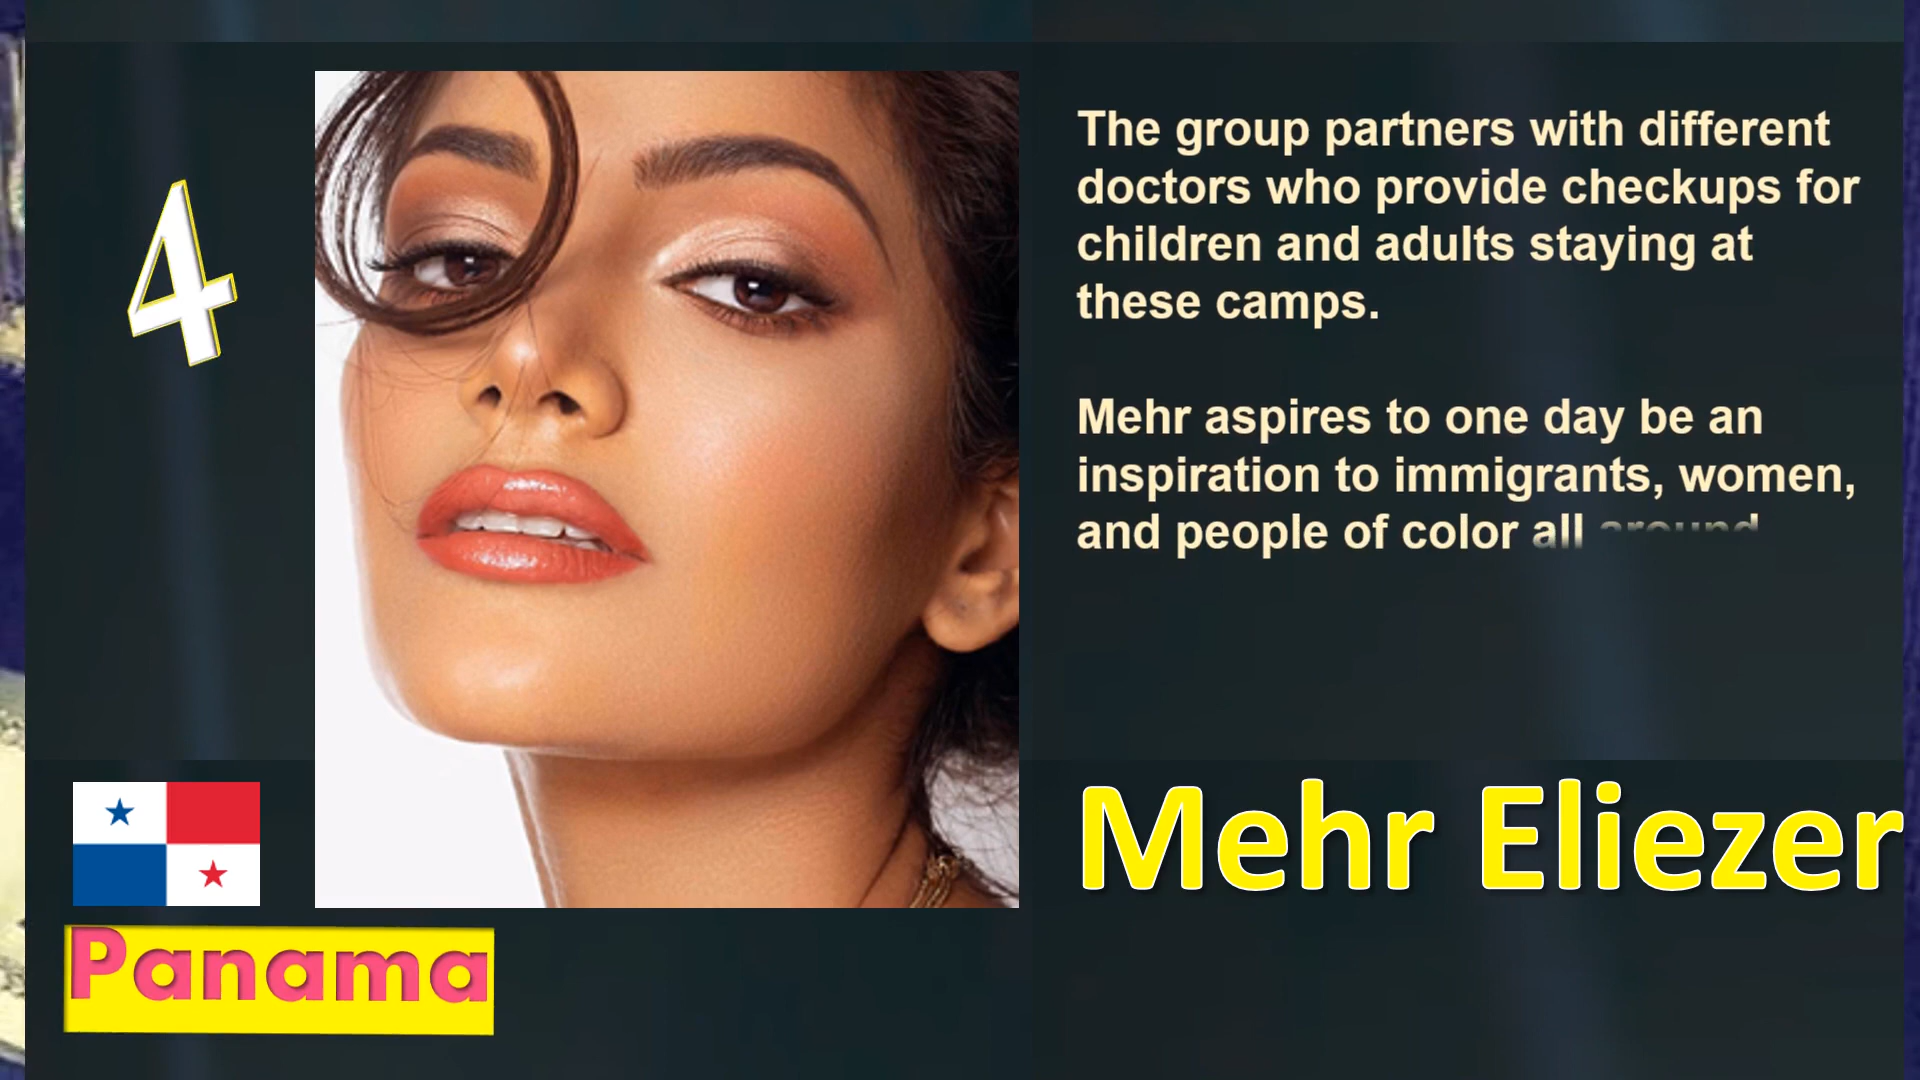 4
The group partners with different
doctors who provide checkups for
children and adults staying at
these camps.
Mehr aspires to one day be an
inspiration to immigrants, women,
and people of color all around
Mehr Eliezer
Panama